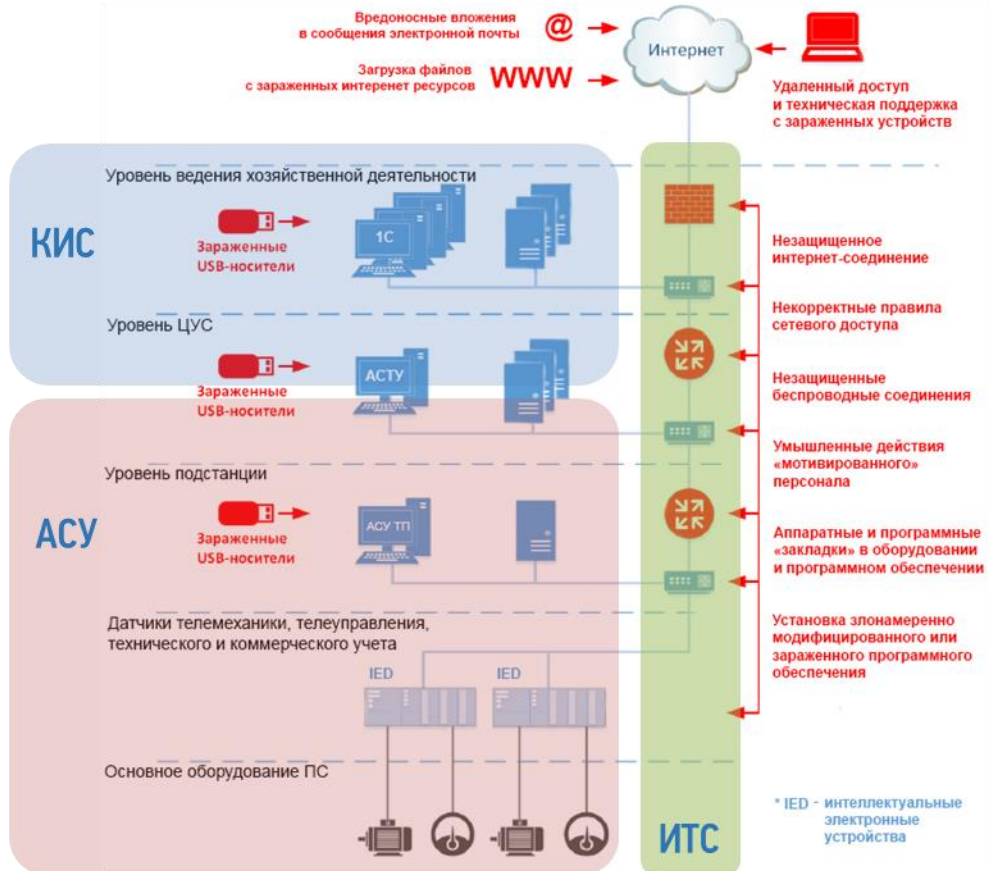 Вредоносные вложения
в сообщения электронной почты
@
Интернет
Загрузка файлов
с зараженных интеренет ресурсов
WWW
Удаленный доступ
и техническая поддержка
с зараженных устройств
Уровень ведения хозяйственной деятельности
КИС
Зараженные
USB-носители
1С
Незащищенное
интернет-соединение
Некорректные правила
сетевого доступа
Уровень ЦУС
Зараженные
USB-носители
АСТУ
Незащищенные
беспроводные соединения
Умышленные действия
«мотивированного»
персонала
Уровень подстанции
АСУ
Зараженные
USB-носители
АСУ ТП
Аппаратные и программные
«закладки» в оборудовании
и программном обеспечении
Датчики телемеханики, телеуправления,
технического и коммерческого учета
Установка злонамеренно
модифицированного или
зараженного программного
обеспечения
IED
IED
Основное оборудование ПС
ИТС
* IED - интеллектуальные
электронные
устройства